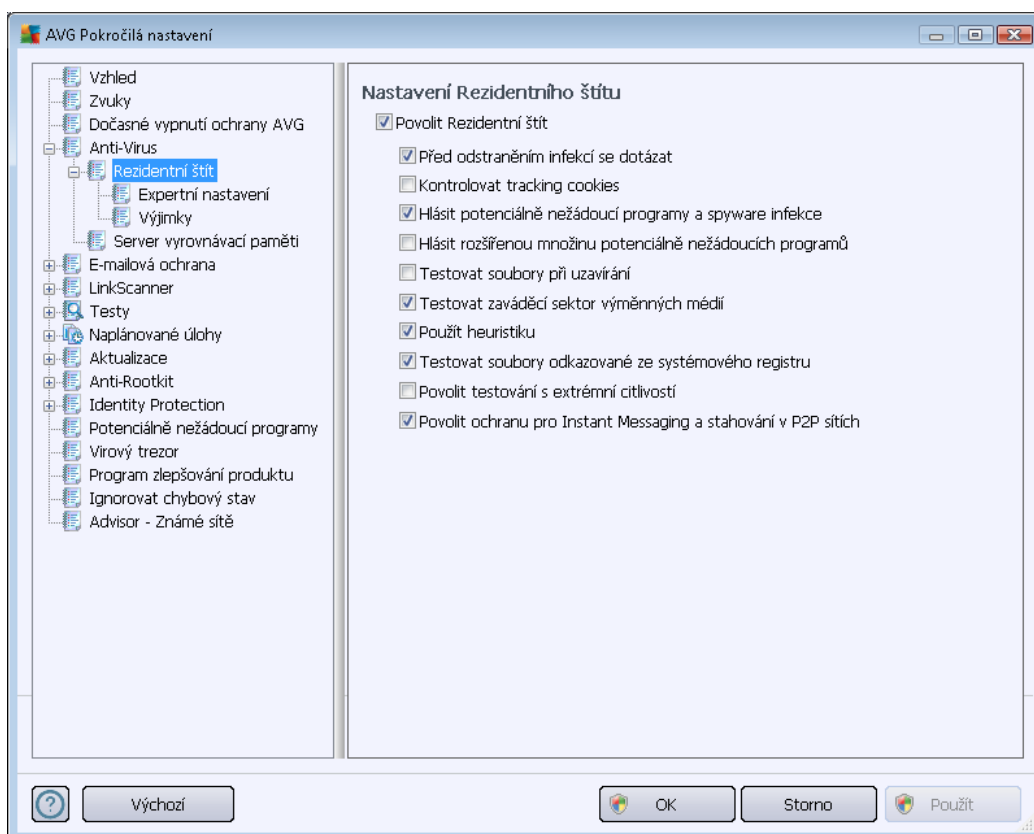 AVG Pokročilá nastavení
Vzhled
Zvuky
Dočasné vypnutí ochrany AVG
Anti-Virus
Rezidentní štít
Expertní nastavení
Výjimky
Server vyrovnávací paměti
E-mailová ochrana
LinkScanner
Testy
Naplánované úlohy
Aktualizace
Anti-Rootkit
Identity Protection
Potenciálně nežádoucí programy
Virový trezor
Program zlepšování produktu
Ignorovat chybový stav
Advisor - Známé sítě
Nastavení Rezidentního štítu
Povolit Rezidentní štít
Před odstraněním infekcí se dotázat
Kontrolovat tracking cookies
Hlásit potenciálně nežádoucí programy a spyware infekce
Hlásit rozšířenou množinu potenciálně nežádoucích programů
Testovat soubory při uzavírání
Testovat zaváděcí sektor výměnných médií
Použít heuristiku
Testovat soubory odkazované ze systémového registru
Povolit testování s extrémní citlivostí
Povolit ochranu pro Instant Messaging a stahování v P2P sítích
Výchozí
OK
Storno
Použít